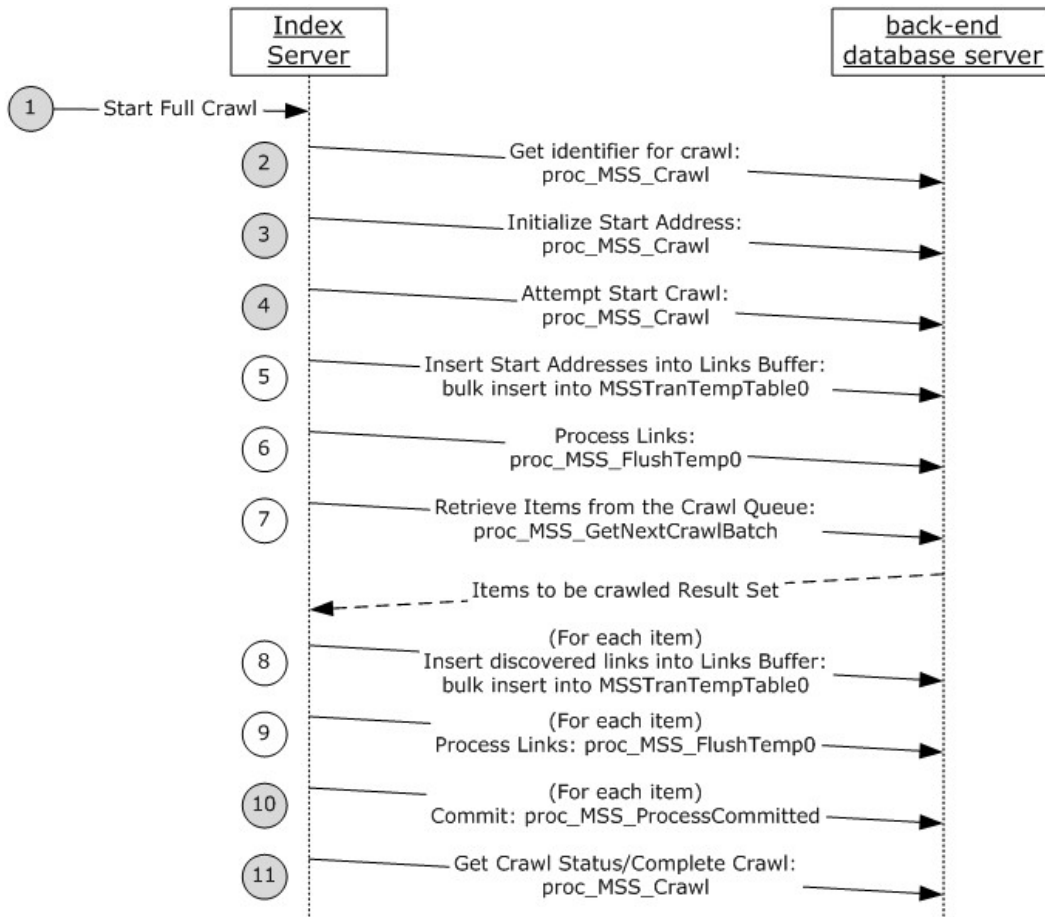 Index
Server
back-end
database server
1
Start Full Crawl
2
Get identifier for crawl:
proc_MSS_Crawl
3
Initialize Start Address:
proc_MSS_Crawl
4
Attempt Start Crawl:
proc_MSS_Crawl
5
Insert Start Addresses into Links Buffer:
bulk insert into MSSTranTempTable0
6
Process Links:
proc_MSS_FlushTemp0
7
Retrieve Items from the Crawl Queue:
proc_MSS_GetNextCrawlBatch
Items to be crawled Result Set
8
(For each item)
Insert discovered links into Links Buffer:
bulk insert into MSSTranTempTable0
9
(For each item)
Process Links: proc_MSS_FlushTemp0
10
(For each item)
Commit: proc_MSS_ProcessCommitted
11
Get Crawl Status/Complete Crawl:
proc_MSS_Crawl